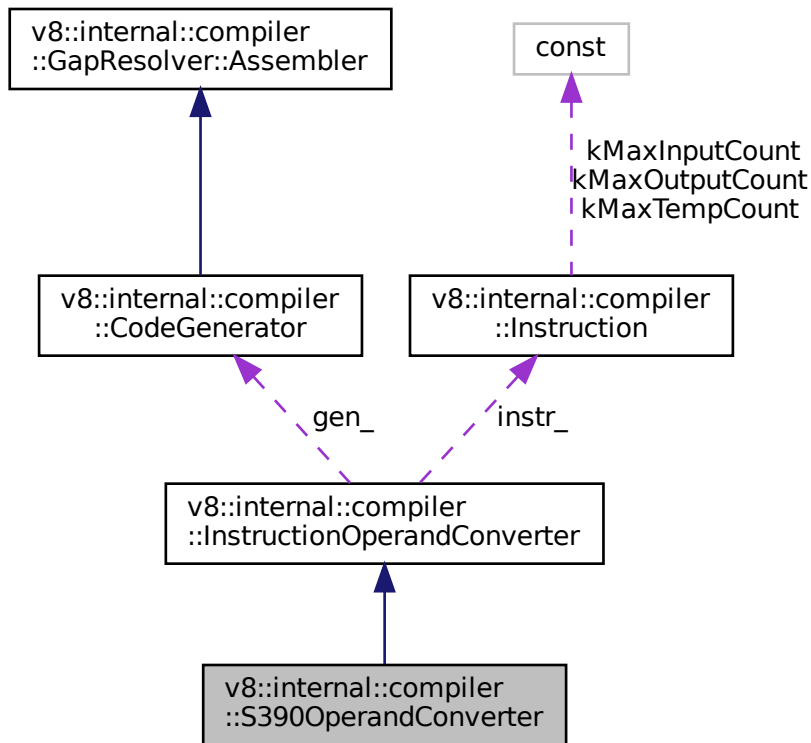 v8::internal::compiler
::GapResolver::Assembler
const
kMaxInputCount
kMaxOutputCount
kMaxTempCount
v8::internal::compiler
::CodeGenerator
v8::internal::compiler
::Instruction
gen_
instr_
v8::internal::compiler
::InstructionOperandConverter
v8::internal::compiler
::S390OperandConverter